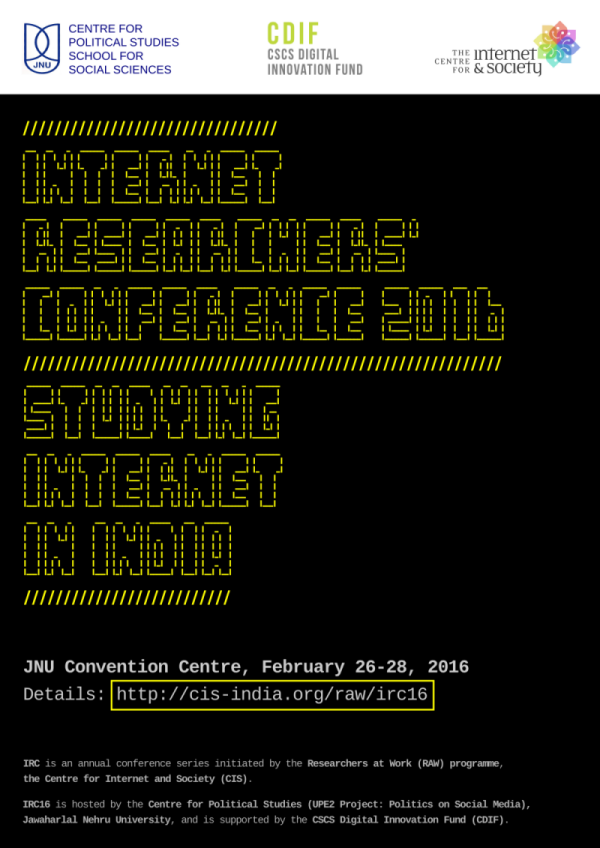 CENTRE FOR
POLITICAL STUDIES
SCHOOL FOR
SOCIAL SCIENCES
JNU
CDIF
CSCS DIGITAL
INNOVATION FUND
THE
CENTRE
FOR
internet
& society
////////////////////////////////
INTERNET
RESEARCHERS'
CONFERENCE 2016
////////////////////////////////////////////////////////////
STUDYING
INTERNET
IN INDIA
//////////////////////////
JNU Convention Centre, February 26-28, 2016
Details: http://cis-india.org/raw/irc16
IRC is an annual conference series initiated by the Researchers at Work (RAW) programme,
the Centre for Internet and Society (CIS).
IRC16 is hosted by the Centre for Political Studies (UPE2 Project: Politics on Social Media),
Jawaharlal Nehru University, and is supported by the CSCS Digital Innovation Fund (CDIF).